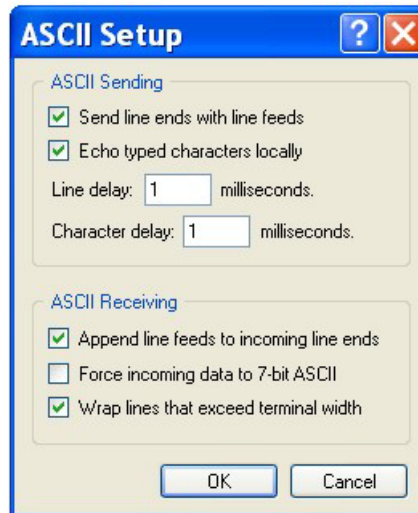 ASCII Setup
ASCII Sending
Send line ends with line feeds
Echo typed characters locally
Line delay: 1 milliseconds.
Character delay: 1 milliseconds.
ASCII Receiving
Append line feeds to incoming line ends
Force incoming data to 7-bit ASCII
Wrap lines that exceed terminal width
OK Cancel